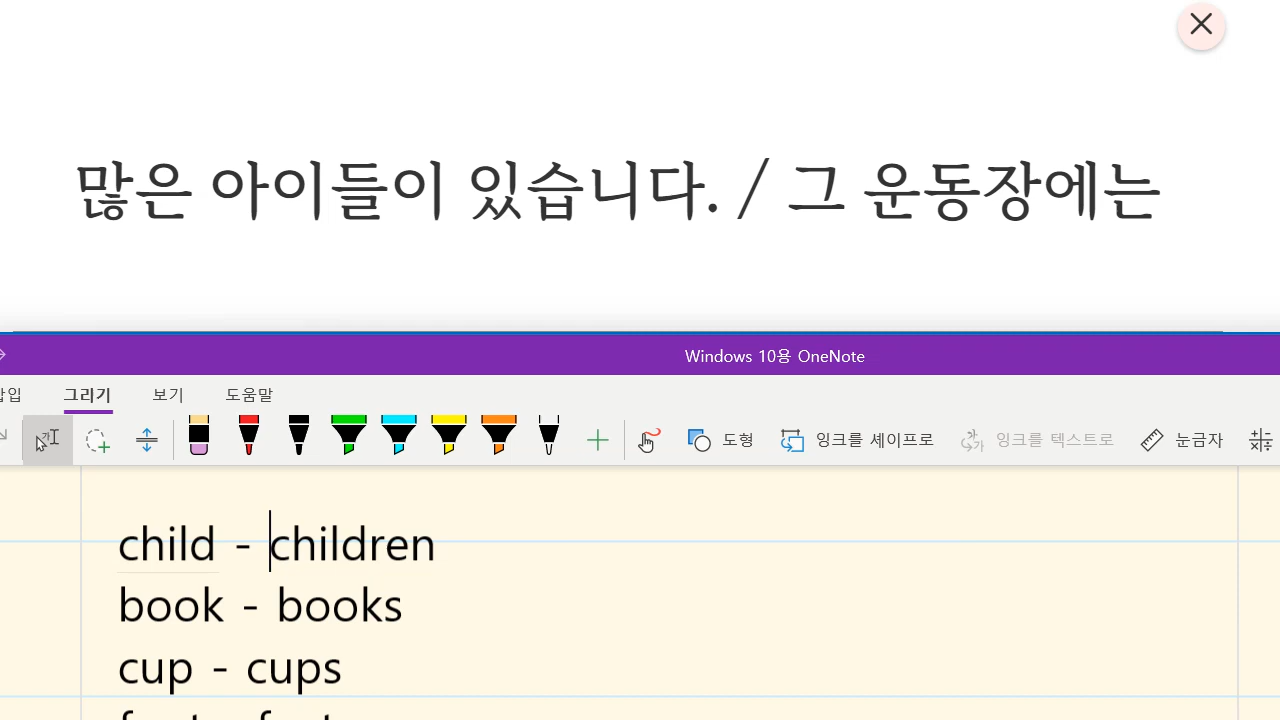 많은 아이들이 있습니다. / 그 운동장에는
Windows 10용 OneNote
그리기 보기 도움말
도형 잉크를 셰이프로 잉크를 텍스트로 눈금자
child - children
book - books
cup - cups